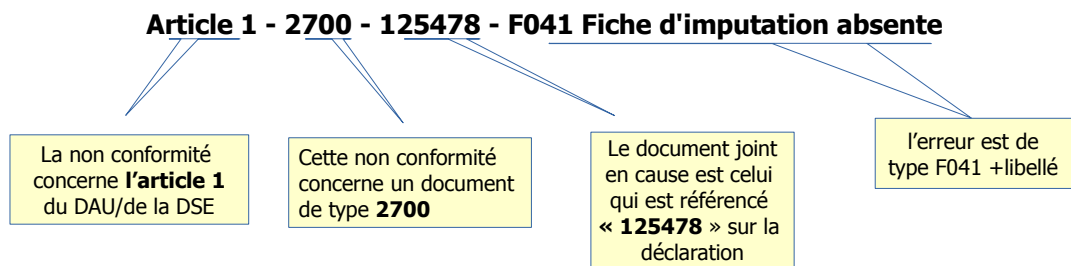 Article 1 - 2700 - 125478 - F041 Fiche d'imputation absente
La non conformité
concerne l'article 1
du DAU/de la DSE
Cette non conformité
concerne un document
de type 2700
Le document joint
en cause est celui
qui est référencé
« 125478 » sur la
déclaration
l'erreur est de
type F041 +libellé